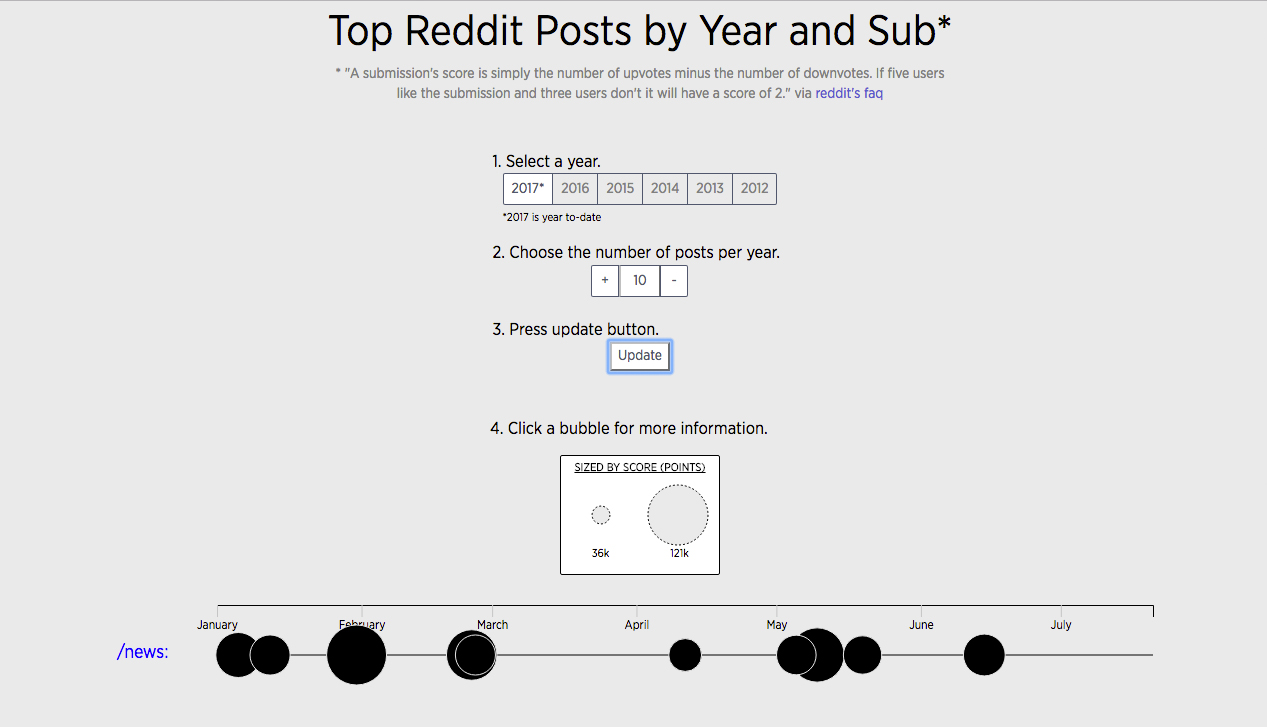 Top Reddit Posts by Year and Sub*
* "A submission's score is simply the number of upvotes minus the number of downvotes. If five users
like the submission and three users don't it will have a score of 2." via reddit's faq
1. Select a year.
2017* 2016 2015 2014 2013 2012
*2017 is year to-date
2. Choose the number of posts per year.
+ 10 -
3. Press update button.
Update
4. Click a bubble for more information.
SIZED BY SCORE (POINTS)
36k 121k
January February March April May June July
/news: